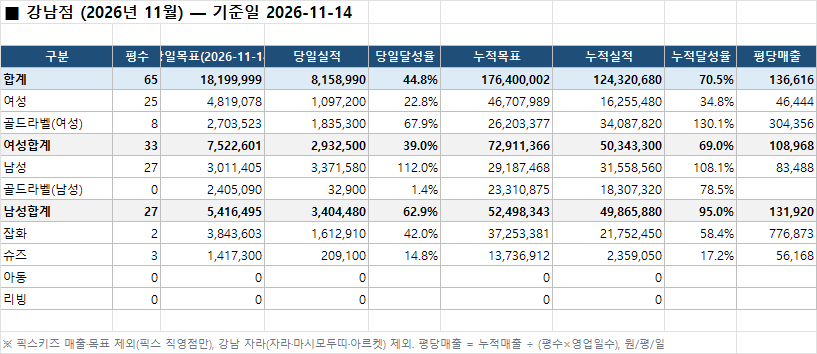 ■ 강남점 (2026년 11월) — 기준일 2026-11-14
구분 평수 당일목표(2026-11-1 당일실적 당일달성율 누적목표 누적실적 누적달성율 평당매출
합계 65 18,199,999 8,158,990 44.8% 176,400,002 124,320,680 70.5% 136,616
여성 25 4,819,078 1,097,200 22.8% 46,707,989 16,255,480 34.8% 46,444
골드라벨(여성) 8 2,703,523 1,835,300 67.9% 26,203,377 34,087,820 130.1% 304,356
여성합계 33 7,522,601 2,932,500 39.0% 72,911,366 50,343,300 69.0% 108,968
남성 27 3,011,405 3,371,580 112.0% 29,187,468 31,558,560 108.1% 83,488
골드라벨(남성) 0 2,405,090 32,900 1.4% 23,310,875 18,307,320 78.5%
남성합계 27 5,416,495 3,404,480 62.9% 52,498,343 49,865,880 95.0% 131,920
잡화 2 3,843,603 1,612,910 42.0% 37,253,381 21,752,450 58.4% 776,873
슈즈 3 1,417,300 209,100 14.8% 13,736,912 2,359,050 17.2% 56,168
아동 0 0 0 0
리빙 0 0 0 0
※ 픽스키즈 매출·목표 제외(픽스 직영점만), 강남 자라(자라·마시모두띠·아르켓) 제외. 평당매출 = 누적매출 ÷ (평수×영업일수), 원/평/일